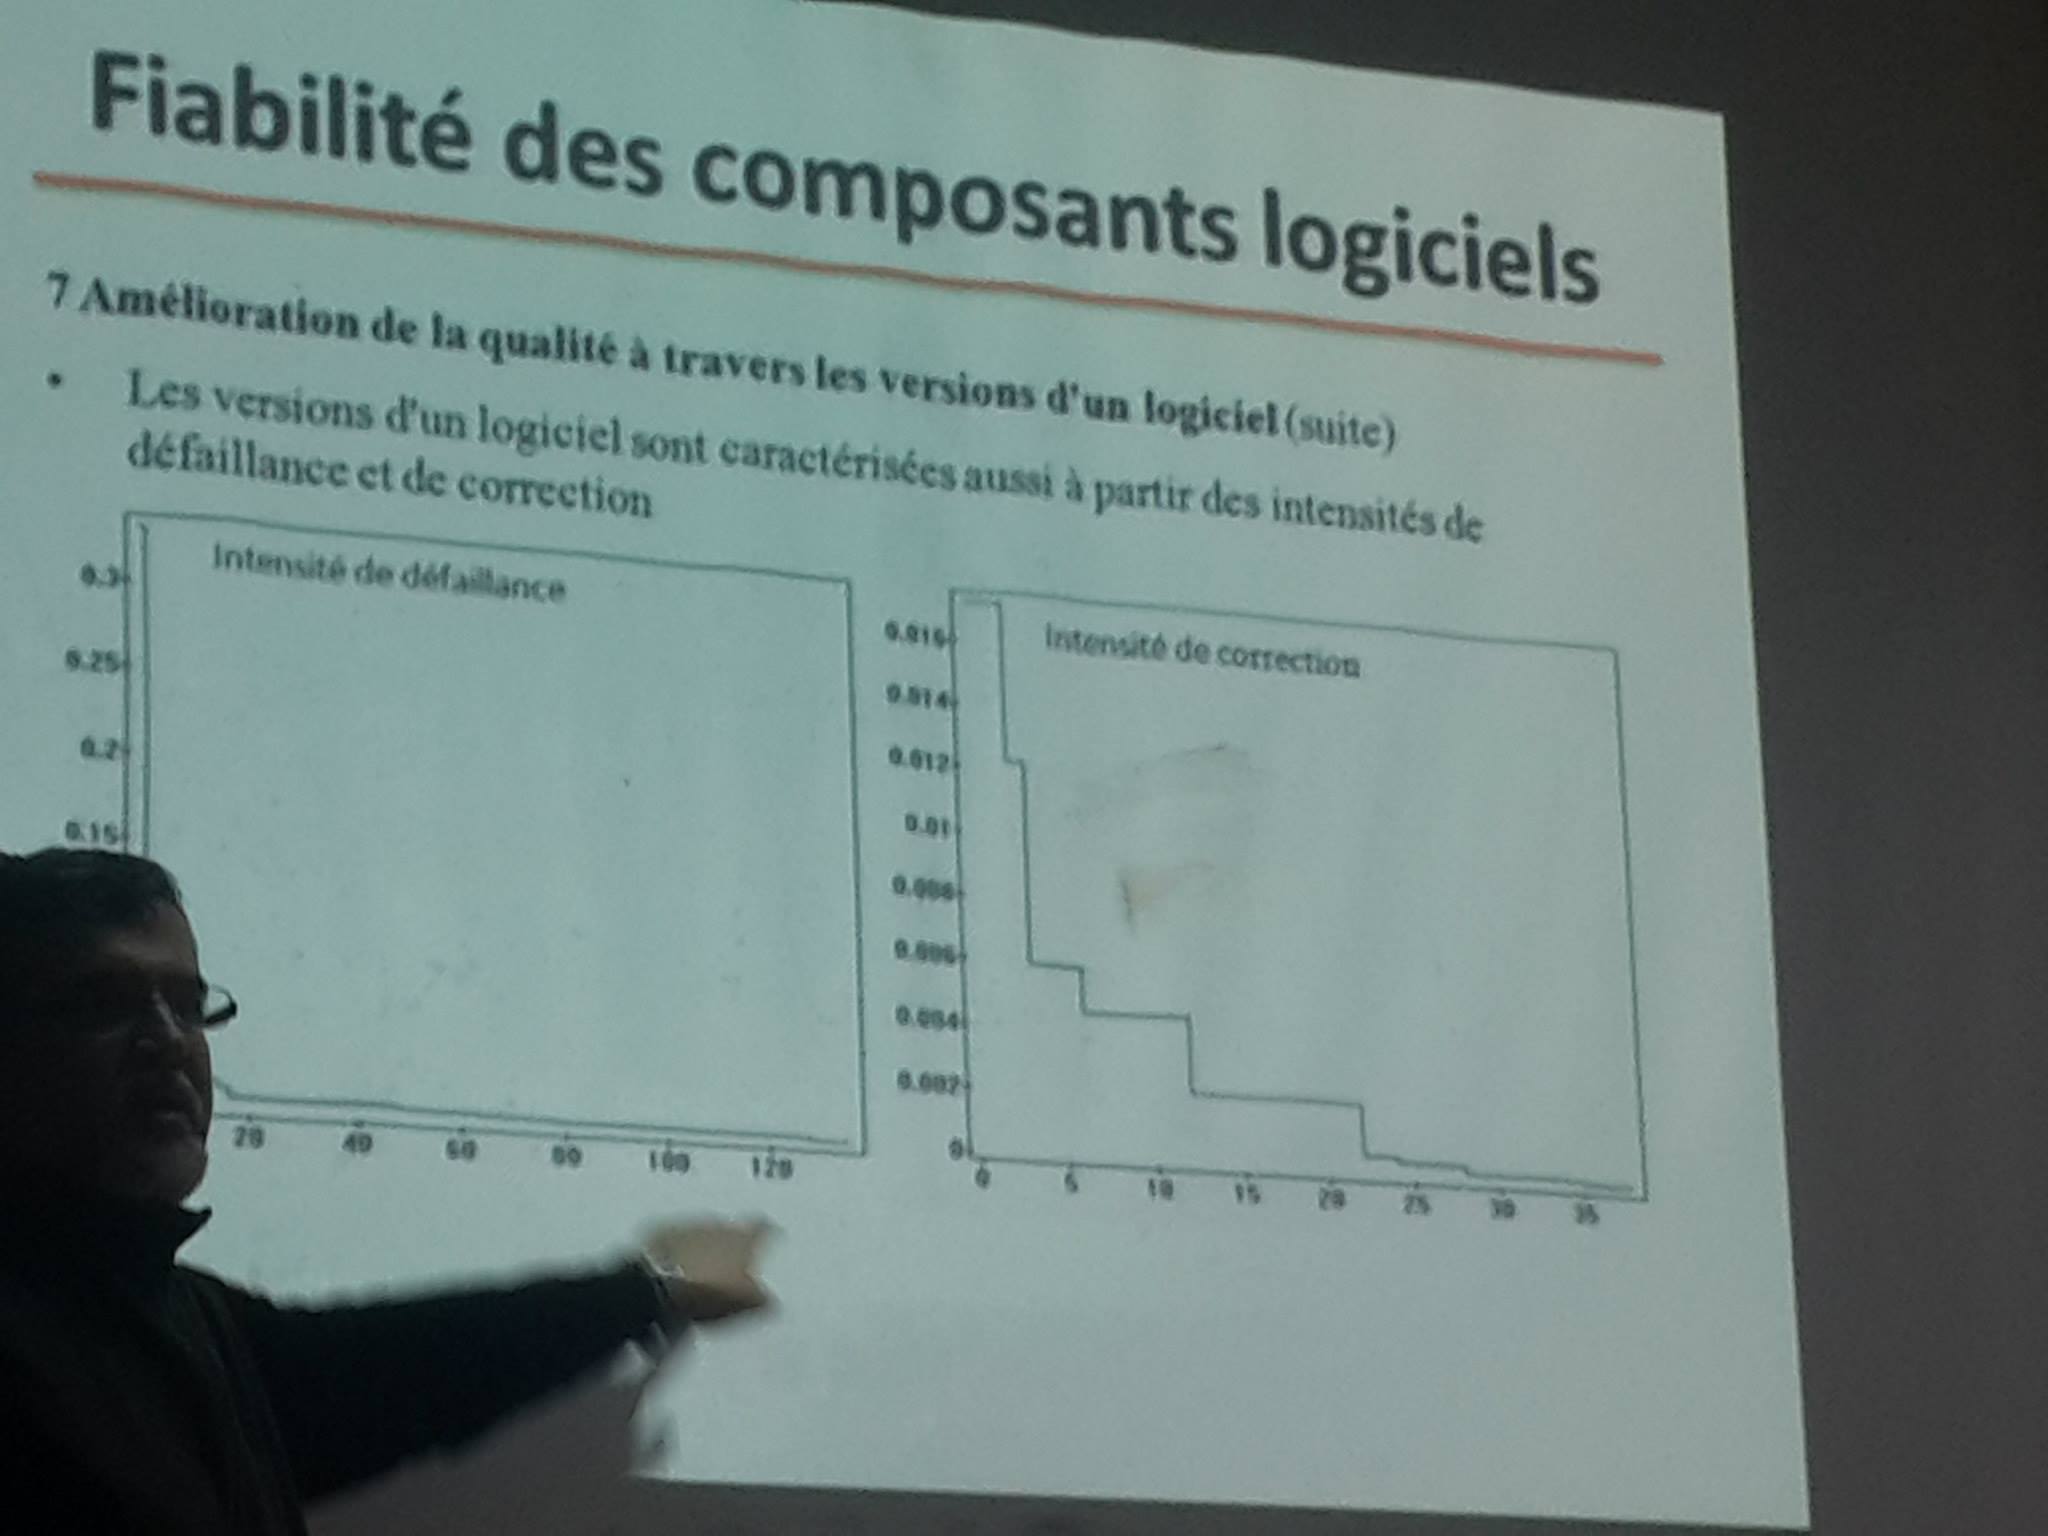 Fiabilité des composants logiciels
7 Amélioration de la qualité à travers les versions d'un logiciel (suite)
• Les versions d'un logiciel sont caractérisées aussi à partir des intensités de
défaillance et de correction
Intensité de défaillance
0.3
0.25
0.2
0.15
20 40 60 80 100 120
Intensité de correction
0.016
0.014
0.012
0.01
0.008
0.006
0.004
0.002
0
0 5 10 15 20 25 30 35